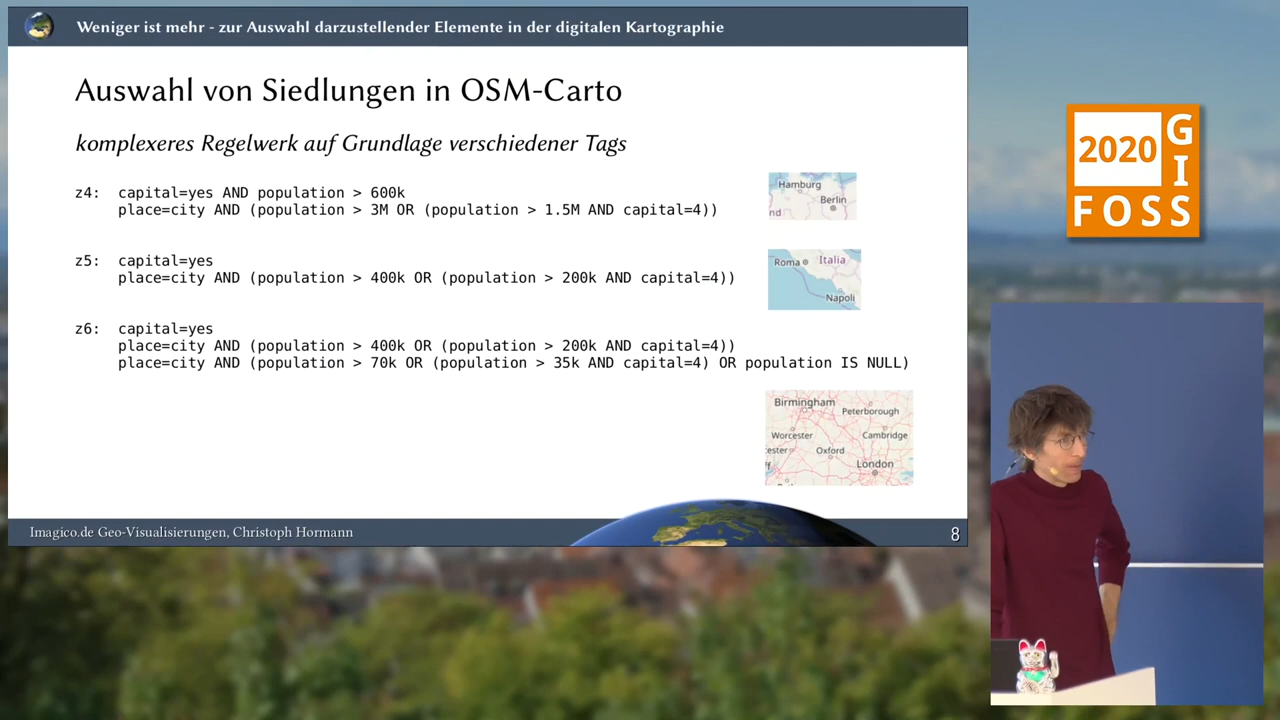 Weniger ist mehr - zur Auswahl darzustellender Elemente in der digitalen Kartographie
Auswahl von Siedlungen in OSM-Carto
komplexeres Regelwerk auf Grundlage verschiedener Tags
z4: capital=yes AND population > 600k
place=city AND (population > 3M OR (population > 1.5M AND capital=4))
Hamburg
Berlin
nd
z5: capital=yes
place=city AND (population > 400k OR (population > 200k AND capital=4))
Roma
Italia
Napoli
z6: capital=yes
place=city AND (population > 400k OR (population > 200k AND capital=4))
place=city AND (population > 70k OR (population > 35k AND capital=4) OR population IS NULL)
Birmingham
Peterborough
Worcester
Cambridge
ester
Oxford
London
Imagico.de Geo-Visualisierungen, Christoph Hormann
8
2020
GIS
FOSS